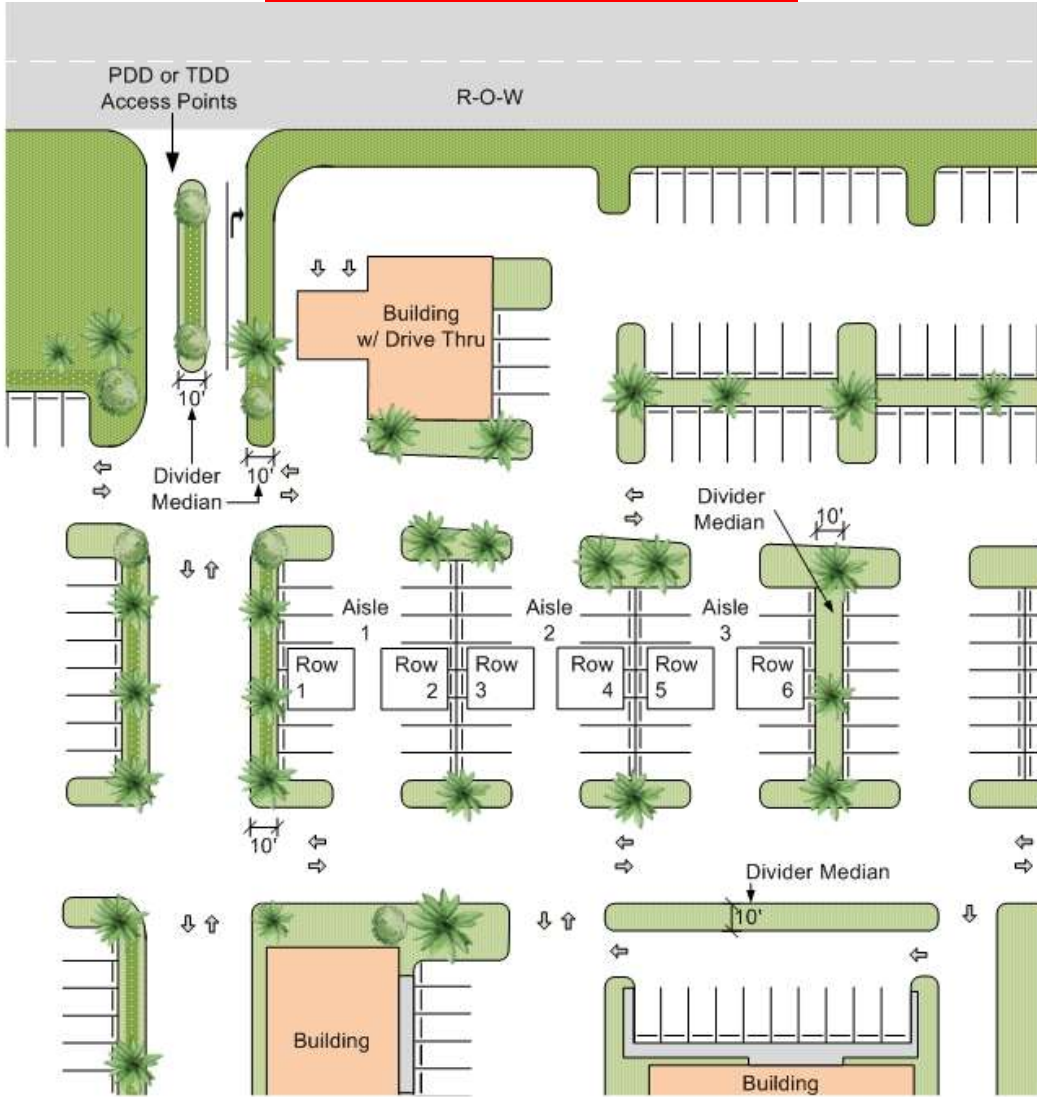 PDD or TDD
Access Points
R-O-W
Building
w/ Drive Thru
10'
10'
Divider
Median
Divider
Median
10'
Aisle
1
Aisle
2
Aisle
3
Row
1
Row
2
Row
3
Row
4
Row
5
Row
6
10'
Divider Median
10'
Building
Building